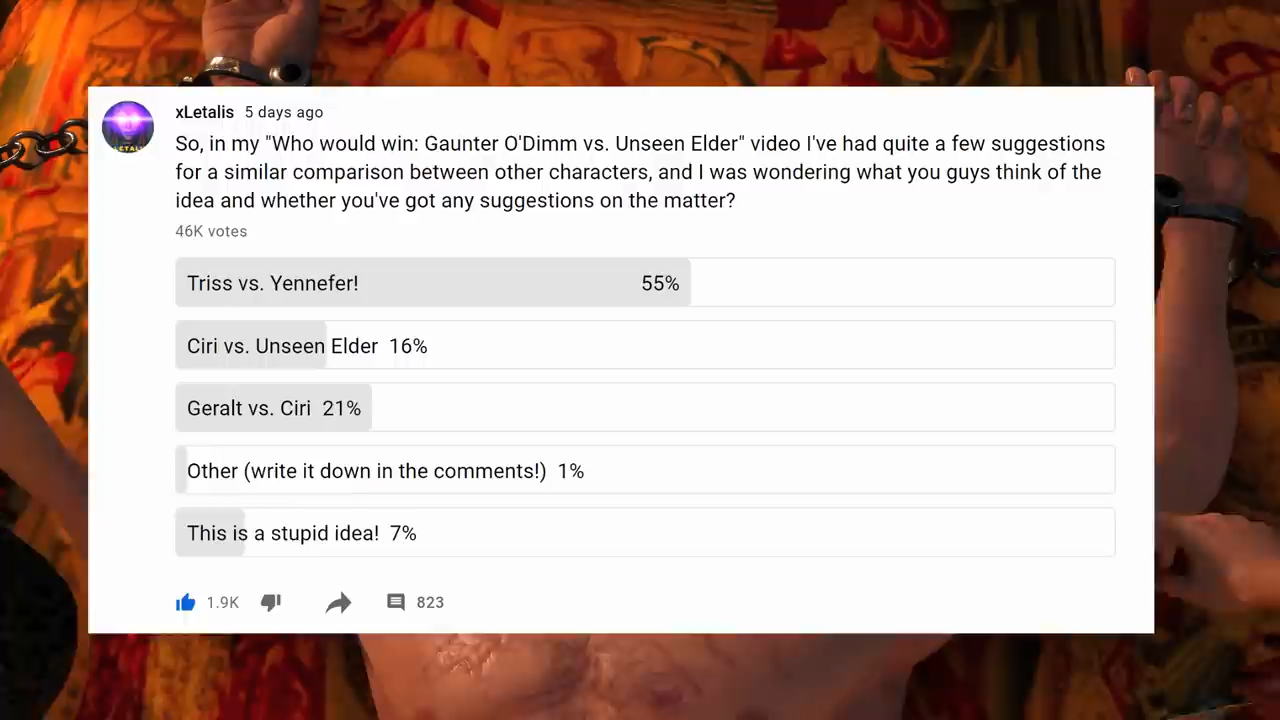 xLetalis 5 days ago
So, in my "Who would win: Gaunter O'Dimm vs. Unseen Elder" video I've had quite a few suggestions
for a similar comparison between other characters, and I was wondering what you guys think of the
idea and whether you've got any suggestions on the matter?
46K votes
Triss vs. Yennefer! 55%
Ciri vs. Unseen Elder 16%
Geralt vs. Ciri 21%
Other (write it down in the comments!) 1%
This is a stupid idea! 7%
1.9K 823